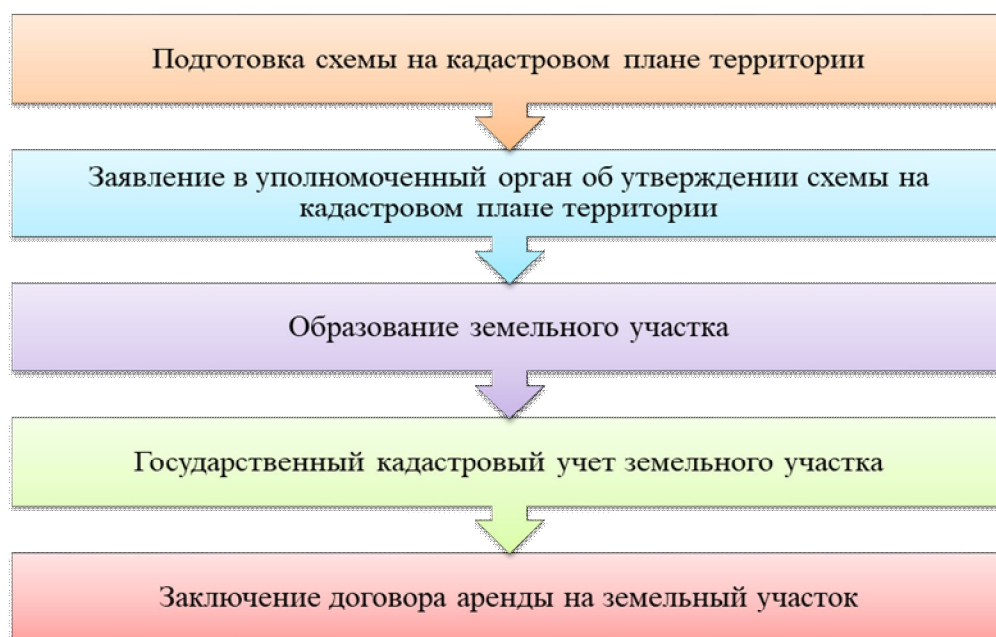 Подготовка схемы на кадастровом плане территории
Заявление в уполномоченный орган об утверждении схемы на
кадастровом плане территории
Образование земельного участка
Государственный кадастровый учет земельного участка
Заключение договора аренды на земельный участок